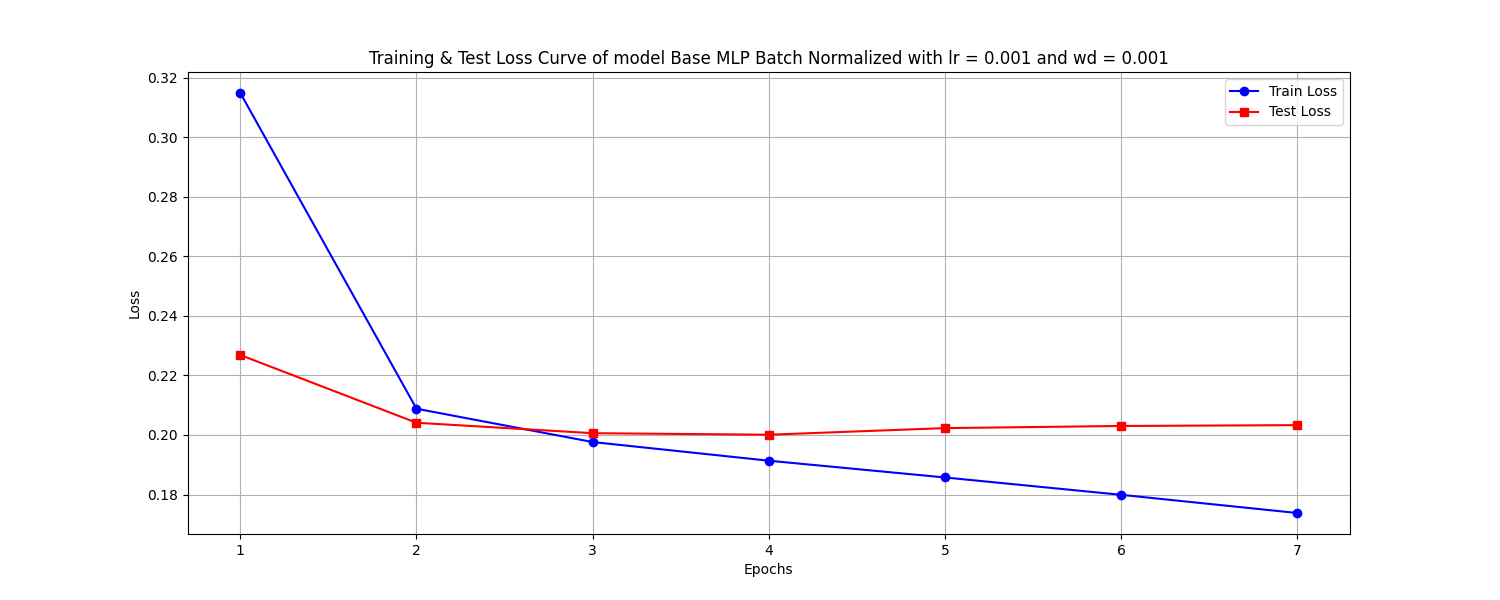 Training & Test Loss Curve of model Base MLP Batch Normalized with lr = 0.001 and wd = 0.001
Train Loss
Test Loss
Loss
0.32
0.30
0.28
0.26
0.24
0.22
0.20
0.18
1 2 3 4 5 6 7
Epochs